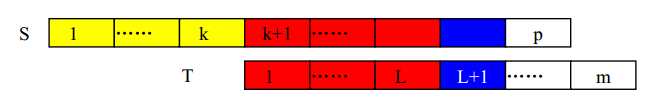 S 1 …… k k+1 …… p
T 1 …… L L+1 …… m